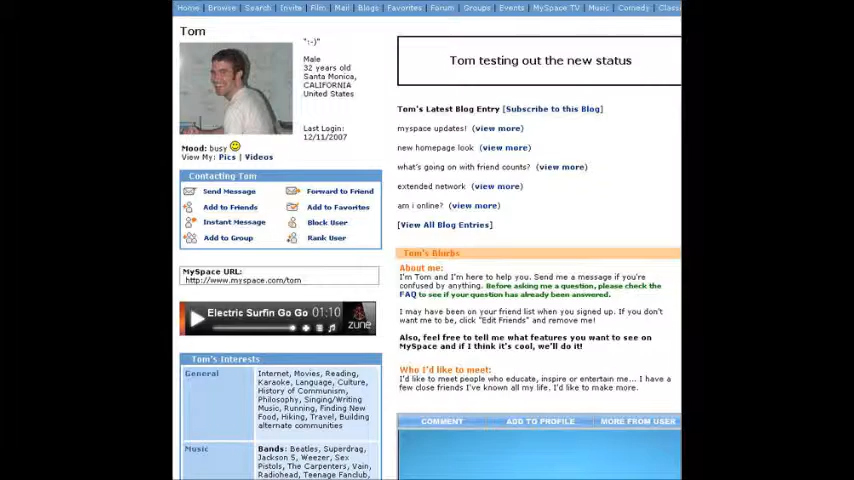 Home | Browse | Search | Invite | Film | Mail | Blogs | Favorites | Forum | Groups | Events | MySpace TV | Music | Comedy | Classi
Tom
":-)"
Male
32 years old
Santa Monica,
CALIFORNIA
United States
Last Login:
12/11/2007
Mood: busy
View My: Pics | Videos
Contacting Tom
Send Message
Forward to Friend
Add to Friends
Add to Favorites
Instant Message
Block User
Add to Group
Rank User
MySpace URL:
http://www.myspace.com/tom
Electric Surfin Go Go 01:10
zune
Tom's Interests
General
Internet, Movies, Reading,
Karaoke, Language, Culture,
History of Communism,
Philosophy, Singing/Writing
Music, Running, Finding New
Food, Hiking, Travel, Building
alternate communities
Music
Bands: Beatles, Superdrag,
Jackson 5, Weezer, Sex
Pistols, The Carpenters, Vain,
Radiohead, Teenage Fanclub,
Tom testing out the new status
Tom's Latest Blog Entry [Subscribe to this Blog]
myspace updates! (view more)
new homepage look (view more)
what's going on with friend counts? (view more)
extended network (view more)
am i online? (view more)
[View All Blog Entries]
Tom's Blurbs
About me:
I'm Tom and I'm here to help you. Send me a message if you're
confused by anything. Before asking me a question, please check the
FAQ to see if your question has already been answered.
I may have been on your friend list when you signed up. If you don't
want me to be, click "Edit Friends" and remove me!
Also, feel free to tell me what features you want to see on
MySpace and if I think it's cool, we'll do it!
Who I'd like to meet:
I'd like to meet people who educate, inspire or entertain me... I have a
few close friends I've known all my life. I'd like to make more.
COMMENT
ADD TO PROFILE
MORE FROM USER